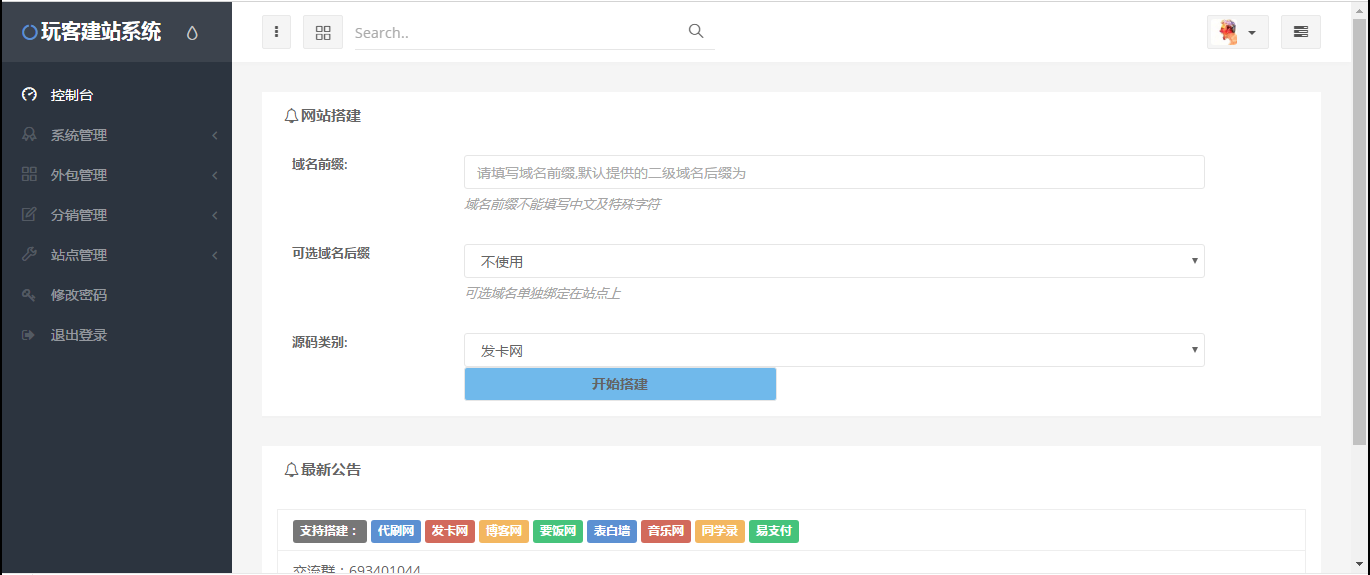 玩客建站系统
Search..
控制台
系统管理
外包管理
分销管理
站点管理
修改密码
退出登录
网站搭建
域名前缀:
请填写域名前缀,默认提供的二级域名后缀为
域名前缀不能填写中文及特殊字符
可选域名后缀
不使用
可选域名单独绑定在站点上
源码类别:
发卡网
开始搭建
最新公告
支持搭建： 代刷网 发卡网 博客网 要饭网 表白墙 音乐网 同学录 易支付
交流群：693401044